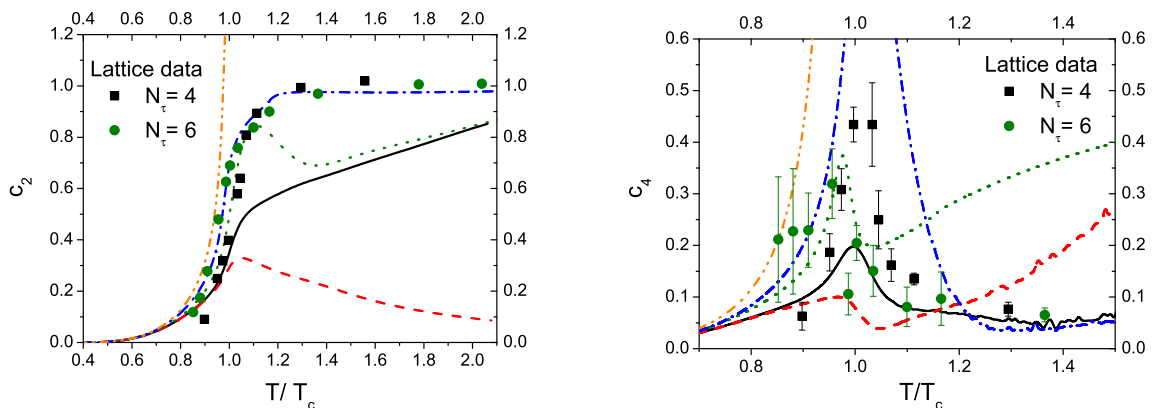 0.4 0.6 0.8 1.0 1.2 1.4 1.6 1.8 2.0
1.2 1.2
1.0 1.0
0.8 0.8
0.6 0.6
0.4 0.4
0.2 0.2
0.0 0.0
0.4 0.6 0.8 1.0 1.2 1.4 1.6 1.8 2.0
c2
T/ Tc
Lattice data
Nτ = 4
Nτ = 6
0.8 1.0 1.2 1.4
0.6 0.6
0.5 0.5
0.4 0.4
0.3 0.3
0.2 0.2
0.1 0.1
0.0 0.0
0.8 1.0 1.2 1.4
c4
T/Tc
Lattice data
Nτ = 4
Nτ = 6